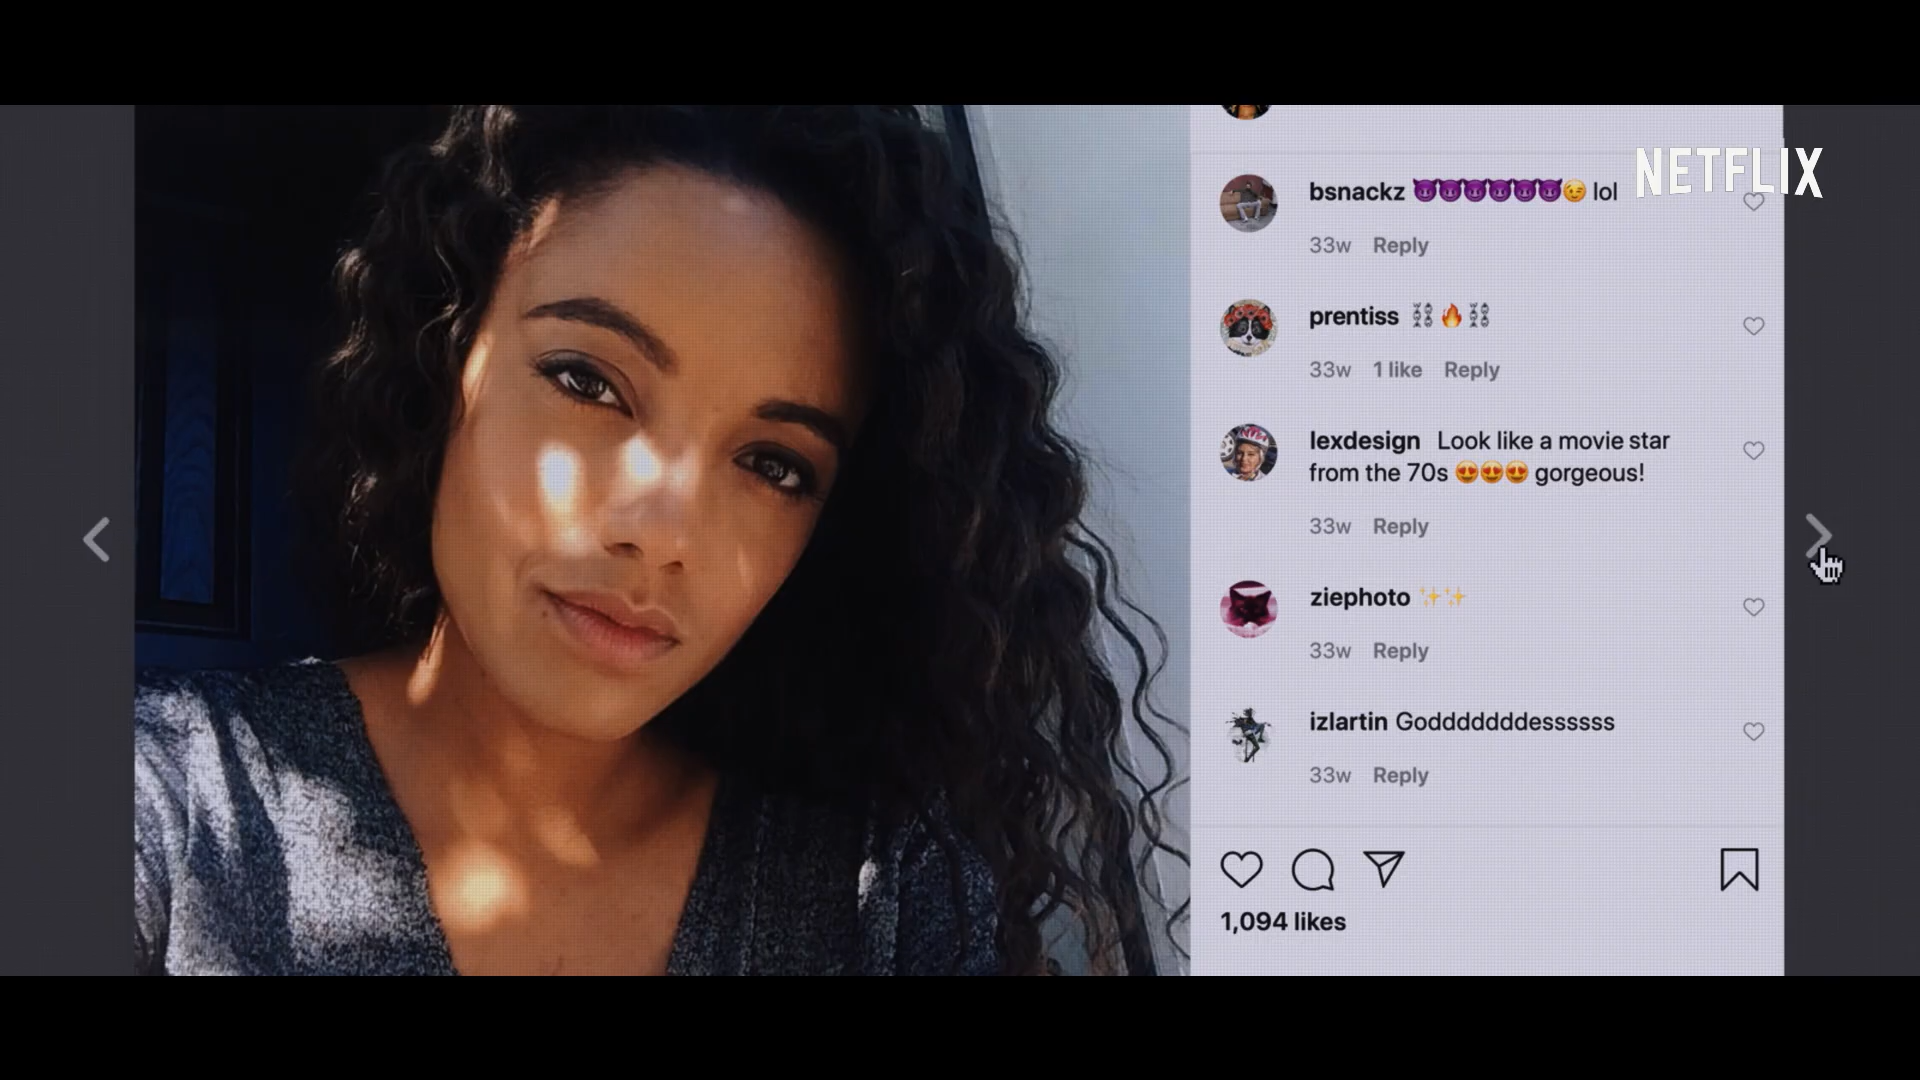 NETFLIX
bsnackz 😈😈😈😈😈😈😉 lol
33w Reply
prentiss ⛓️🔥⛓️
33w 1 like Reply
lexdesign Look like a movie star
from the 70s 😍😍😍 gorgeous!
33w Reply
ziephoto ✨✨
33w Reply
izlartin Godddddddessssss
33w Reply
1,094 likes